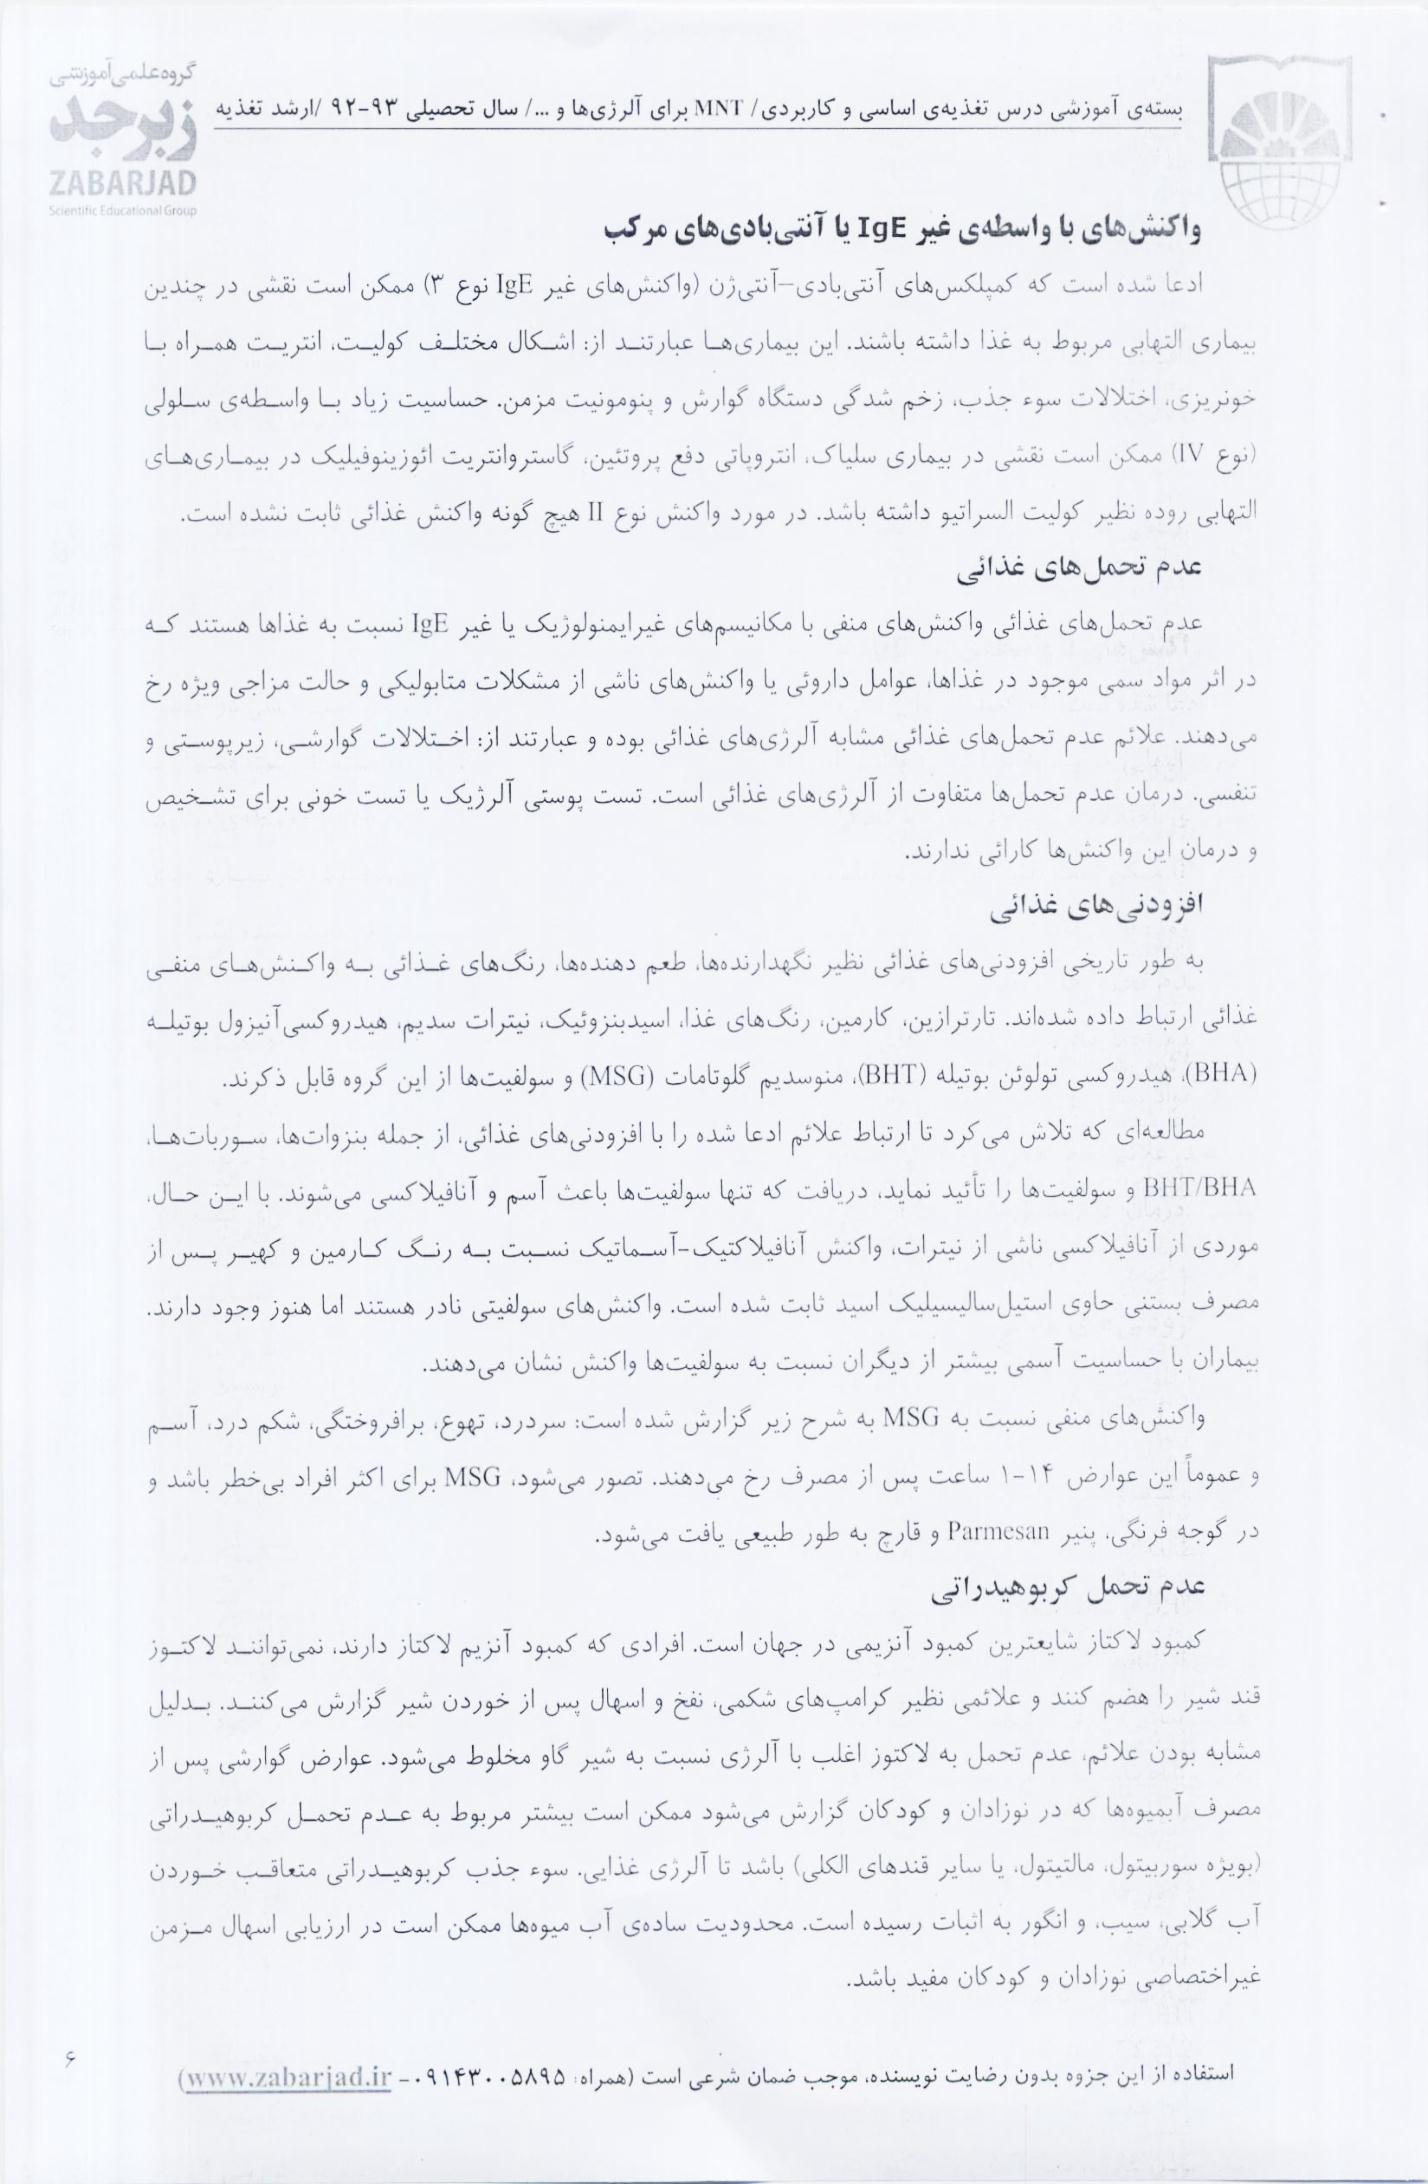 گروه علمی آموزشی
زبرجد
ZABARJAD
Scientific Educational Group
بسته‌ی آموزشی درس تغذیه‌ی اساسی و کاربردی/ MNT برای آلرژی‌ها و .../ سال تحصیلی ۹۳-۹۲ /ارشد تغذیه
واکنش‌های با واسطه‌ی غیر IgE یا آنتی‌بادی‌های مرکب
ادعا شده است که کمپلکس‌های آنتی‌بادی-آنتی‌ژن (واکنش‌های غیر IgE نوع ۳) ممکن است نقشی در چندین
بیماری التهابی مربوط به غذا داشته باشند. این بیماری‌ها عبارتند از: اشکال مختلف کولیت، انتریت همراه با
خونریزی، اختلالات سوء جذب، زخم شدگی دستگاه گوارش و پنومونیت مزمن. حساسیت زیاد با واسطه‌ی سلولی
(نوع IV) ممکن است نقشی در بیماری سلیاک، انتروپاتی دفع پروتئین، گاستروانتریت ائوزینوفیلیک در بیماری‌های
التهابی روده نظیر کولیت السراتیو داشته باشد. در مورد واکنش نوع II هیچ گونه واکنش غذائی ثابت نشده است.
عدم تحمل‌های غذائی
عدم تحمل‌های غذائی واکنش‌های منفی با مکانیسم‌های غیرایمنولوژیک یا غیر IgE نسبت به غذاها هستند که
در اثر مواد سمی موجود در غذاها، عوامل داروئی یا واکنش‌های ناشی از مشکلات متابولیکی و حالت مزاجی ویژه رخ
می‌دهند. علائم عدم تحمل‌های غذائی مشابه آلرژی‌های غذائی بوده و عبارتند از: اختلالات گوارشی، زیرپوستی و
تنفسی. درمان عدم تحمل‌ها متفاوت از آلرژی‌های غذائی است. تست پوستی آلرژیک یا تست خونی برای تشخیص
و درمان این واکنش‌ها کارائی ندارند.
افزودنی‌های غذائی
به طور تاریخی افزودنی‌های غذائی نظیر نگهدارنده‌ها، طعم دهنده‌ها، رنگ‌های غذائی به واکنش‌های منفی
غذائی ارتباط داده شده‌اند. تارترازین، کارمین، رنگ‌های غذا، اسیدبنزوئیک، نیترات سدیم، هیدروکسی‌آنیزول بوتیله
(BHA)، هیدروکسی تولوئن بوتیله (BHT)، منوسدیم گلوتامات (MSG) و سولفیت‌ها از این گروه قابل ذکرند.
مطالعه‌ای که تلاش می‌کرد تا ارتباط علائم ادعا شده را با افزودنی‌های غذائی، از جمله بنزوات‌ها، سوربات‌ها،
BHT/BHA و سولفیت‌ها را تأئید نماید، دریافت که تنها سولفیت‌ها باعث آسم و آنافیلاکسی می‌شوند. با این حال،
موردی از آنافیلاکسی ناشی از نیترات، واکنش آنافیلاکتیک-آسماتیک نسبت به رنگ کارمین و کهیر پس از
مصرف بستنی حاوی استیل‌سالیسیلیک اسید ثابت شده است. واکنش‌های سولفیتی نادر هستند اما هنوز وجود دارند.
بیماران با حساسیت آسمی بیشتر از دیگران نسبت به سولفیت‌ها واکنش نشان می‌دهند.
واکنش‌های منفی نسبت به MSG به شرح زیر گزارش شده است: سردرد، تهوع، برافروختگی، شکم درد، آسم
و عموماً این عوارض ۱۴-۱ ساعت پس از مصرف رخ می‌دهند. تصور می‌شود، MSG برای اکثر افراد بی‌خطر باشد و
در گوجه فرنگی، پنیر Parmesan و قارچ به طور طبیعی یافت می‌شود.
عدم تحمل کربوهیدراتی
کمبود لاکتاز شایعترین کمبود آنزیمی در جهان است. افرادی که کمبود آنزیم لاکتاز دارند، نمی‌توانند لاکتوز
قند شیر را هضم کنند و علائمی نظیر کرامپ‌های شکمی، نفخ و اسهال پس از خوردن شیر گزارش می‌کنند. بدلیل
مشابه بودن علائم، عدم تحمل به لاکتوز اغلب با آلرژی نسبت به شیر گاو مخلوط می‌شود. عوارض گوارشی پس از
مصرف آبمیوه‌ها که در نوزادان و کودکان گزارش می‌شود ممکن است بیشتر مربوط به عدم تحمل کربوهیدراتی
(بویژه سوربیتول، مالتیتول، یا سایر قندهای الکلی) باشد تا آلرژی غذایی. سوء جذب کربوهیدراتی متعاقب خوردن
آب گلابی، سیب، و انگور به اثبات رسیده است. محدودیت ساده‌ی آب میوه‌ها ممکن است در ارزیابی اسهال مزمن
غیراختصاصی نوزادان و کودکان مفید باشد.
۶
استفاده از این جزوه بدون رضایت نویسنده، موجب ضمان شرعی است (همراه: ۰۹۱۴۳۰۰۵۸۹۵- www.zabarjad.ir)